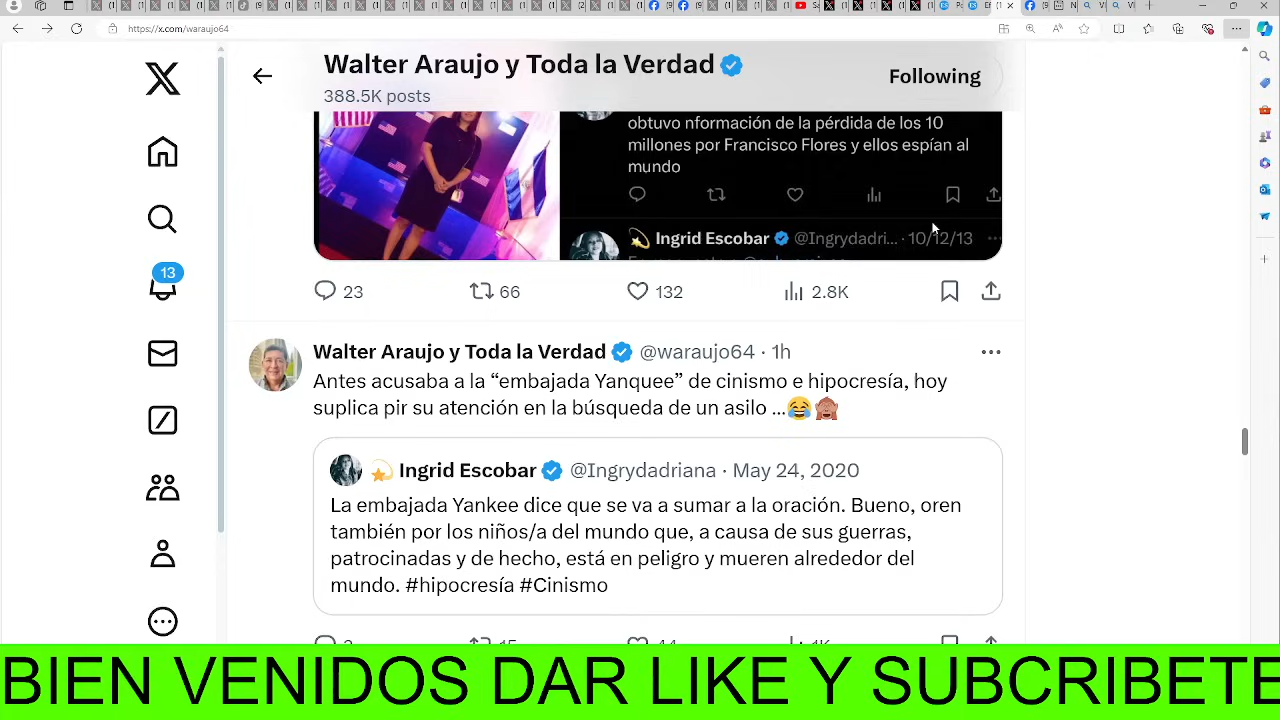 https://x.com/waraujo64
Walter Araujo y Toda la Verdad
388.5K posts
Following
obtuvo nformación de la pérdida de los 10
millones por Francisco Flores y ellos espían al
mundo
Ingrid Escobar @Ingrydadri... · 10/12/13
23 66 132 2.8K
13
Walter Araujo y Toda la Verdad @waraujo64 · 1h
Antes acusaba a la “embajada Yanquee” de cinismo e hipocresía, hoy
suplica pir su atención en la búsqueda de un asilo ...😂🙈
Ingrid Escobar @Ingrydadriana · May 24, 2020
La embajada Yankee dice que se va a sumar a la oración. Bueno, oren
también por los niños/a del mundo que, a causa de sus guerras,
patrocinadas y de hecho, está en peligro y mueren alrededor del
mundo. #hipocresía #Cinismo
BIEN VENIDOS DAR LIKE Y SUBCRIBETE